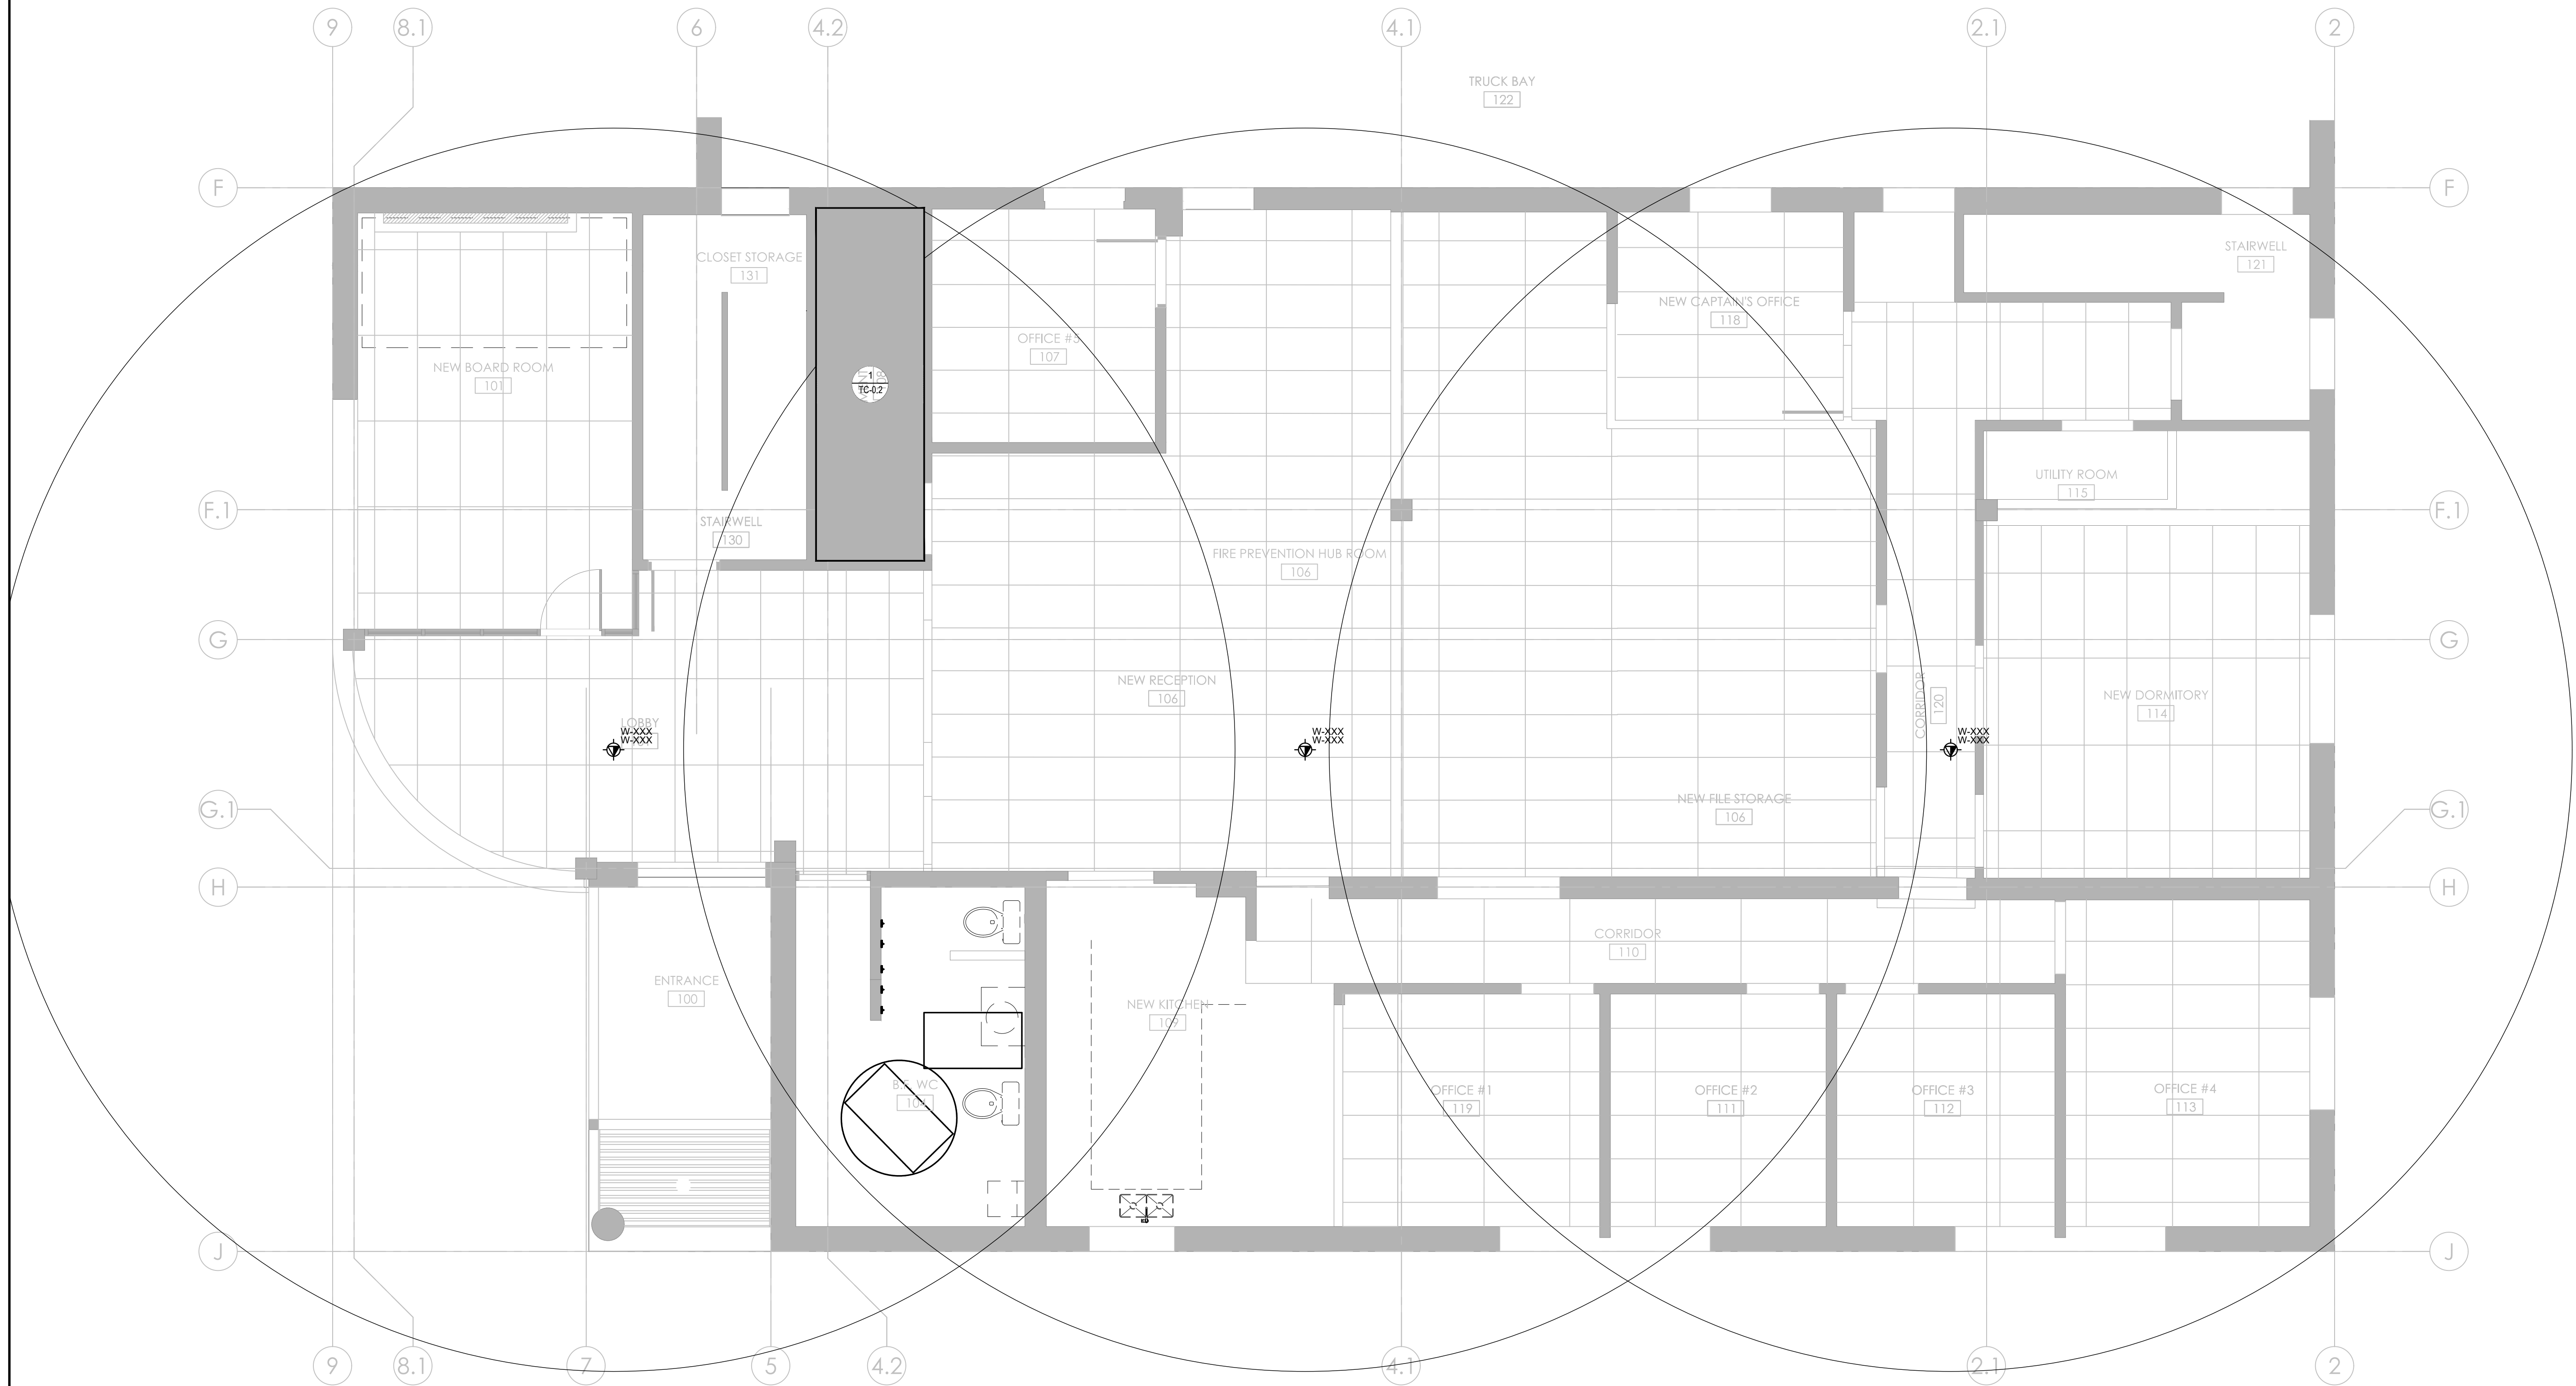 9
8.1
6
4.2
4.1
2.1
2
TRUCK BAY
122
F
F
CLOSET STORAGE
131
STAIRWELL
121
NEW CAPTAIN'S OFFICE
118
OFFICE #5
107
NEW BOARD ROOM
101
1
TC-0.2
UTILITY ROOM
115
F.1
F.1
STAIRWELL
130
FIRE PREVENTION HUB ROOM
106
G
G
NEW RECEPTION
106
CORRIDOR
120
NEW DORMITORY
114
LOBBY
W-XXX
W-XXX
W-XXX
W-XXX
W-XXX
W-XXX
G.1
G.1
NEW FILE STORAGE
106
H
H
CORRIDOR
110
ENTRANCE
100
NEW KITCHEN
109
B.F. WC
104
OFFICE #1
119
OFFICE #2
111
OFFICE #3
112
OFFICE #4
113
J
J
9
8.1
7
5
4.2
4.1
2.1
2